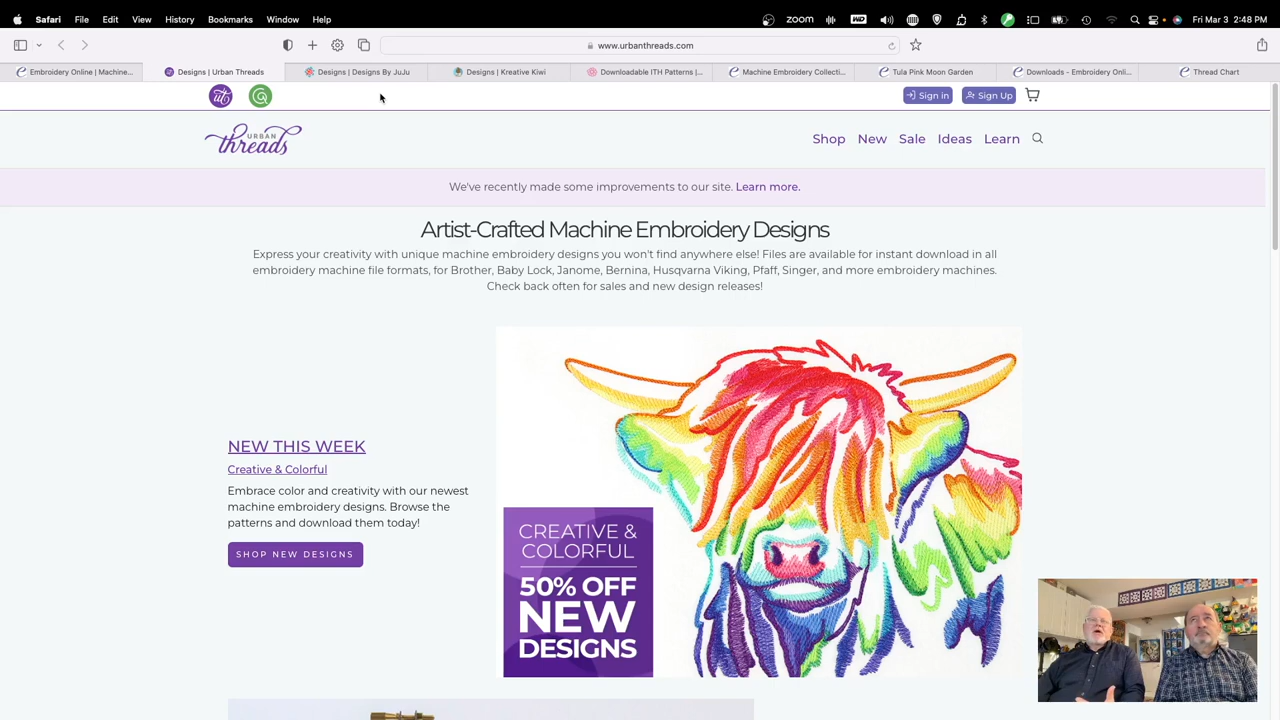 Safari File Edit View History Bookmarks Window Help zoom Fri Mar 3 2:48 PM
www.urbanthreads.com
Embroidery Online | Machine... Designs | Urban Threads Designs | Designs By JuJu Designs | Kreative Kiwi Downloadable ITH Patterns |... Machine Embroidery Collecti... Tula Pink Moon Garden Downloads - Embroidery Onl... Thread Chart
ut Sign in Sign Up
URBAN threads Shop New Sale Ideas Learn
We've recently made some improvements to our site. Learn more.
Artist-Crafted Machine Embroidery Designs
Express your creativity with unique machine embroidery designs you won't find anywhere else! Files are available for instant download in all
embroidery machine file formats, for Brother, Baby Lock, Janome, Bernina, Husqvarna Viking, Pfaff, Singer, and more embroidery machines.
Check back often for sales and new design releases!
NEW THIS WEEK
Creative & Colorful
Embrace color and creativity with our newest
machine embroidery designs. Browse the
patterns and download them today!
SHOP NEW DESIGNS
CREATIVE &
COLORFUL
50% OFF
NEW
DESIGNS